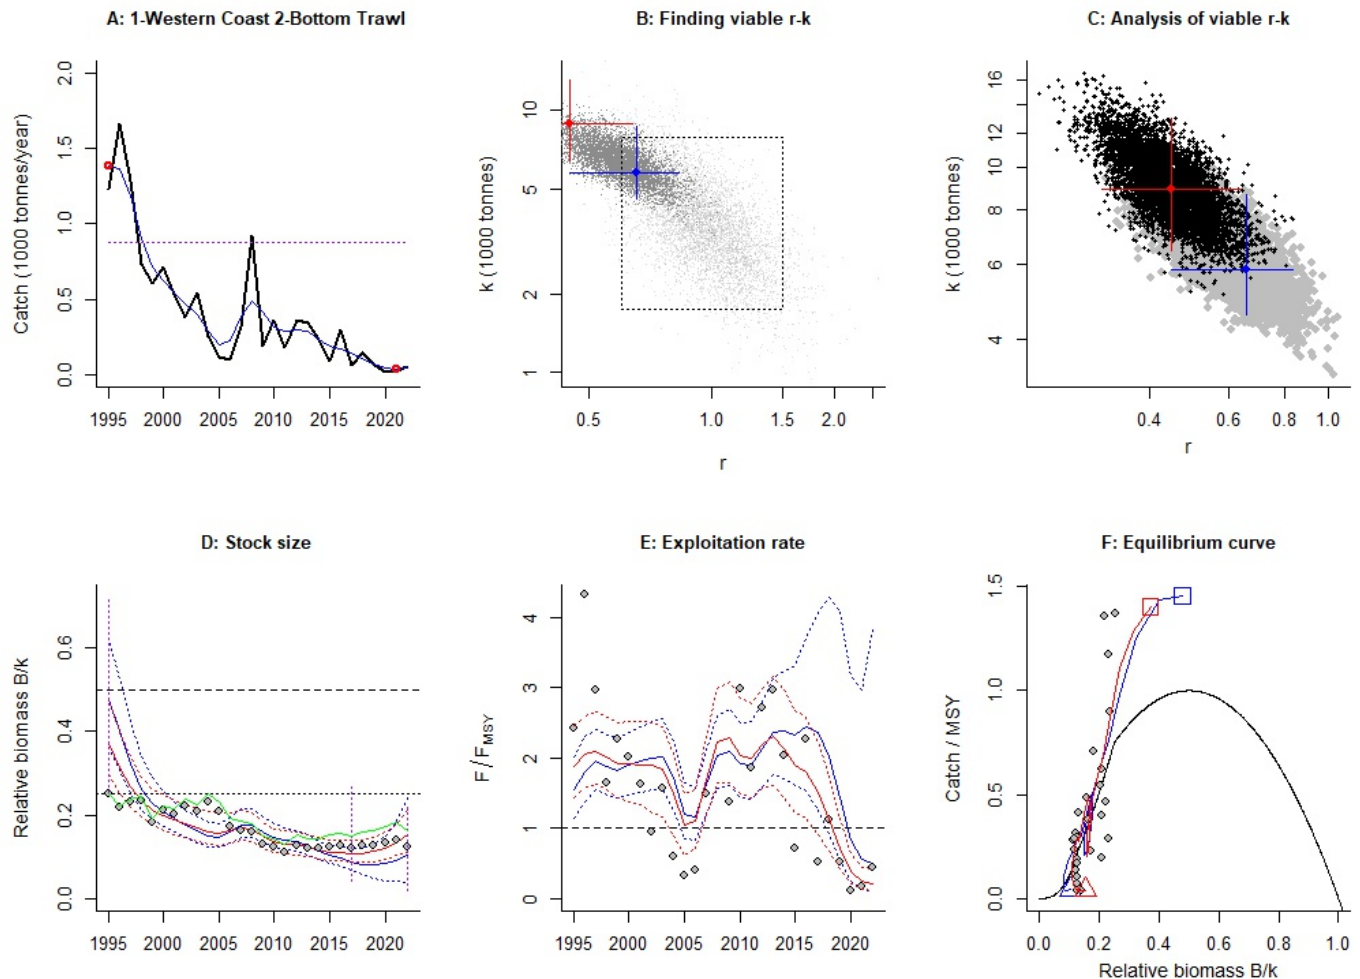 A: 1-Western Coast 2-Bottom Trawl
Catch (1000 tonnes/year)
0.0 0.5 1.0 1.5 2.0
1995 2000 2005 2010 2015 2020
B: Finding viable r-k
k (1000 tonnes)
1 2 5 10
0.5 1.0 1.5 2.0
r
C: Analysis of viable r-k
k (1000 tonnes)
4 6 8 10 12 16
0.4 0.6 0.8 1.0
r
D: Stock size
Relative biomass B/k
0.0 0.2 0.4 0.6
1995 2000 2005 2010 2015 2020
E: Exploitation rate
F / FMSY
0 1 2 3 4
1995 2000 2005 2010 2015 2020
F: Equilibrium curve
Catch / MSY
0.0 0.5 1.0 1.5
0.0 0.2 0.4 0.6 0.8 1.0
Relative biomass B/k